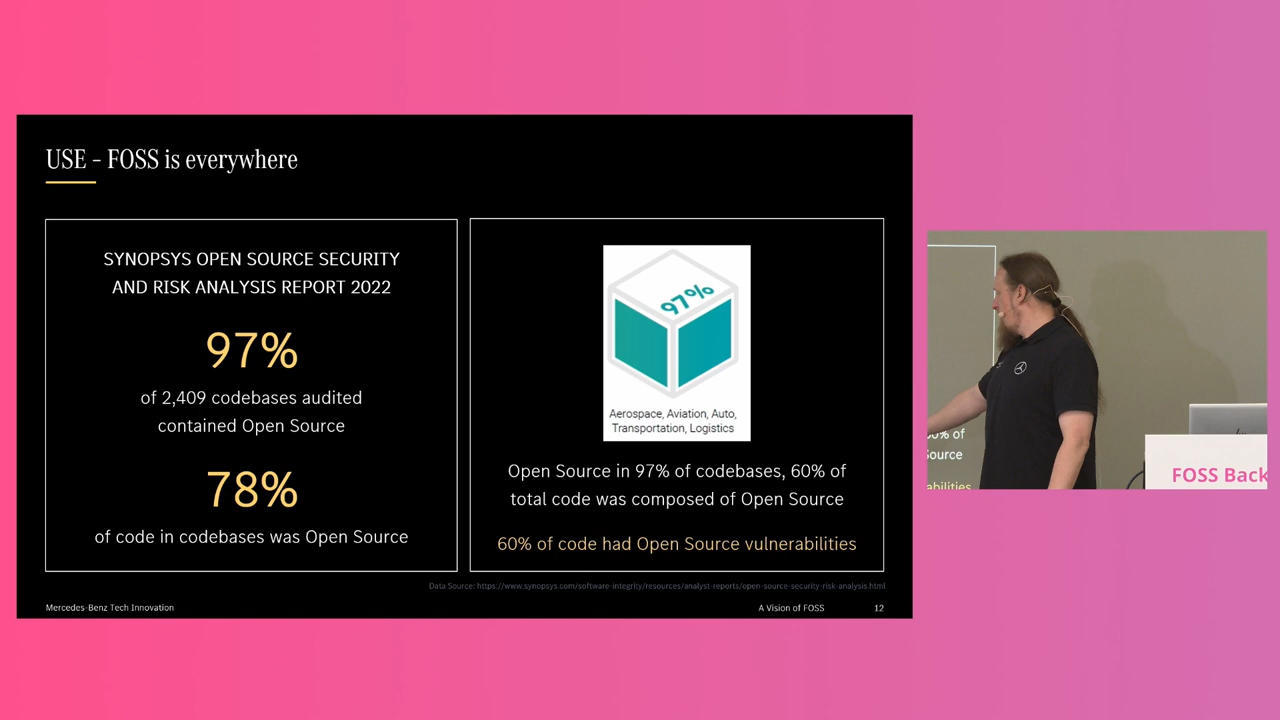 USE – FOSS is everywhere
SYNOPSYS OPEN SOURCE SECURITY
AND RISK ANALYSIS REPORT 2022
97%
of 2,409 codebases audited
contained Open Source
78%
of code in codebases was Open Source
97%
Aerospace, Aviation, Auto,
Transportation, Logistics
Open Source in 97% of codebases, 60% of
total code was composed of Open Source
60% of code had Open Source vulnerabilities
Data Source: https://www.synopsys.com/software-integrity/resources/analyst-reports/open-source-security-risk-analysis.html
Mercedes-Benz Tech Innovation
A Vision of FOSS
12
% of
ource
abilities
FOSS Back